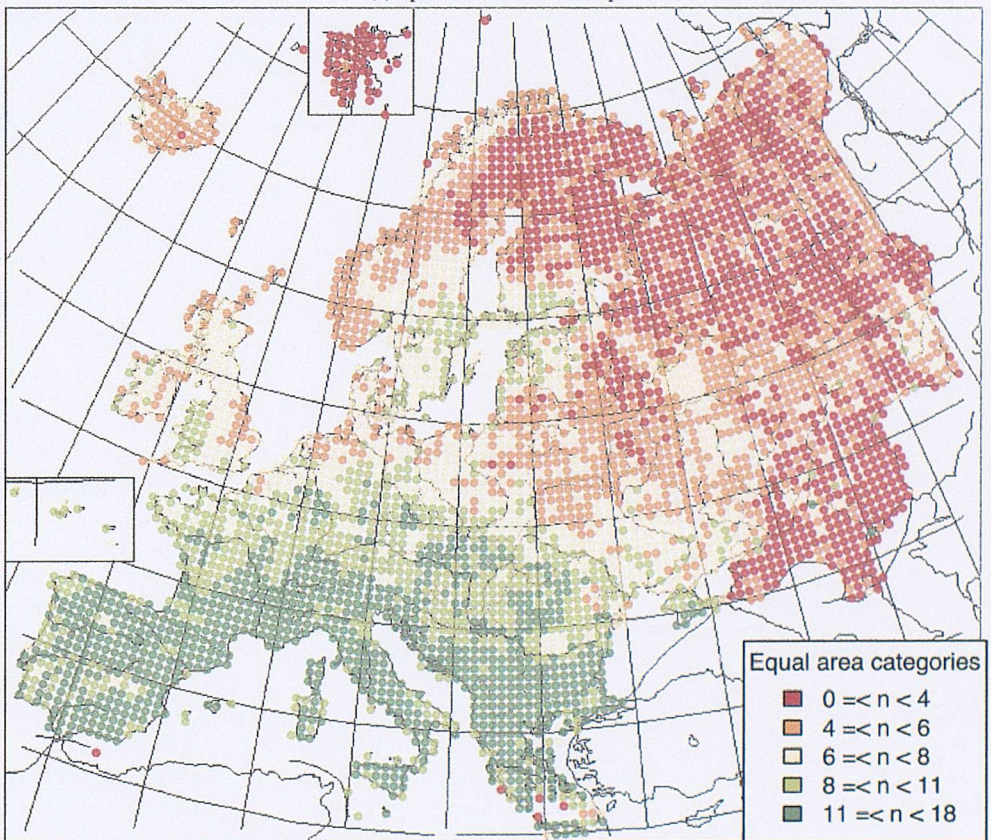 Equal area categories
0 =< n < 4
4 =< n < 6
6 =< n < 8
8 =< n < 11
11 =< n < 18